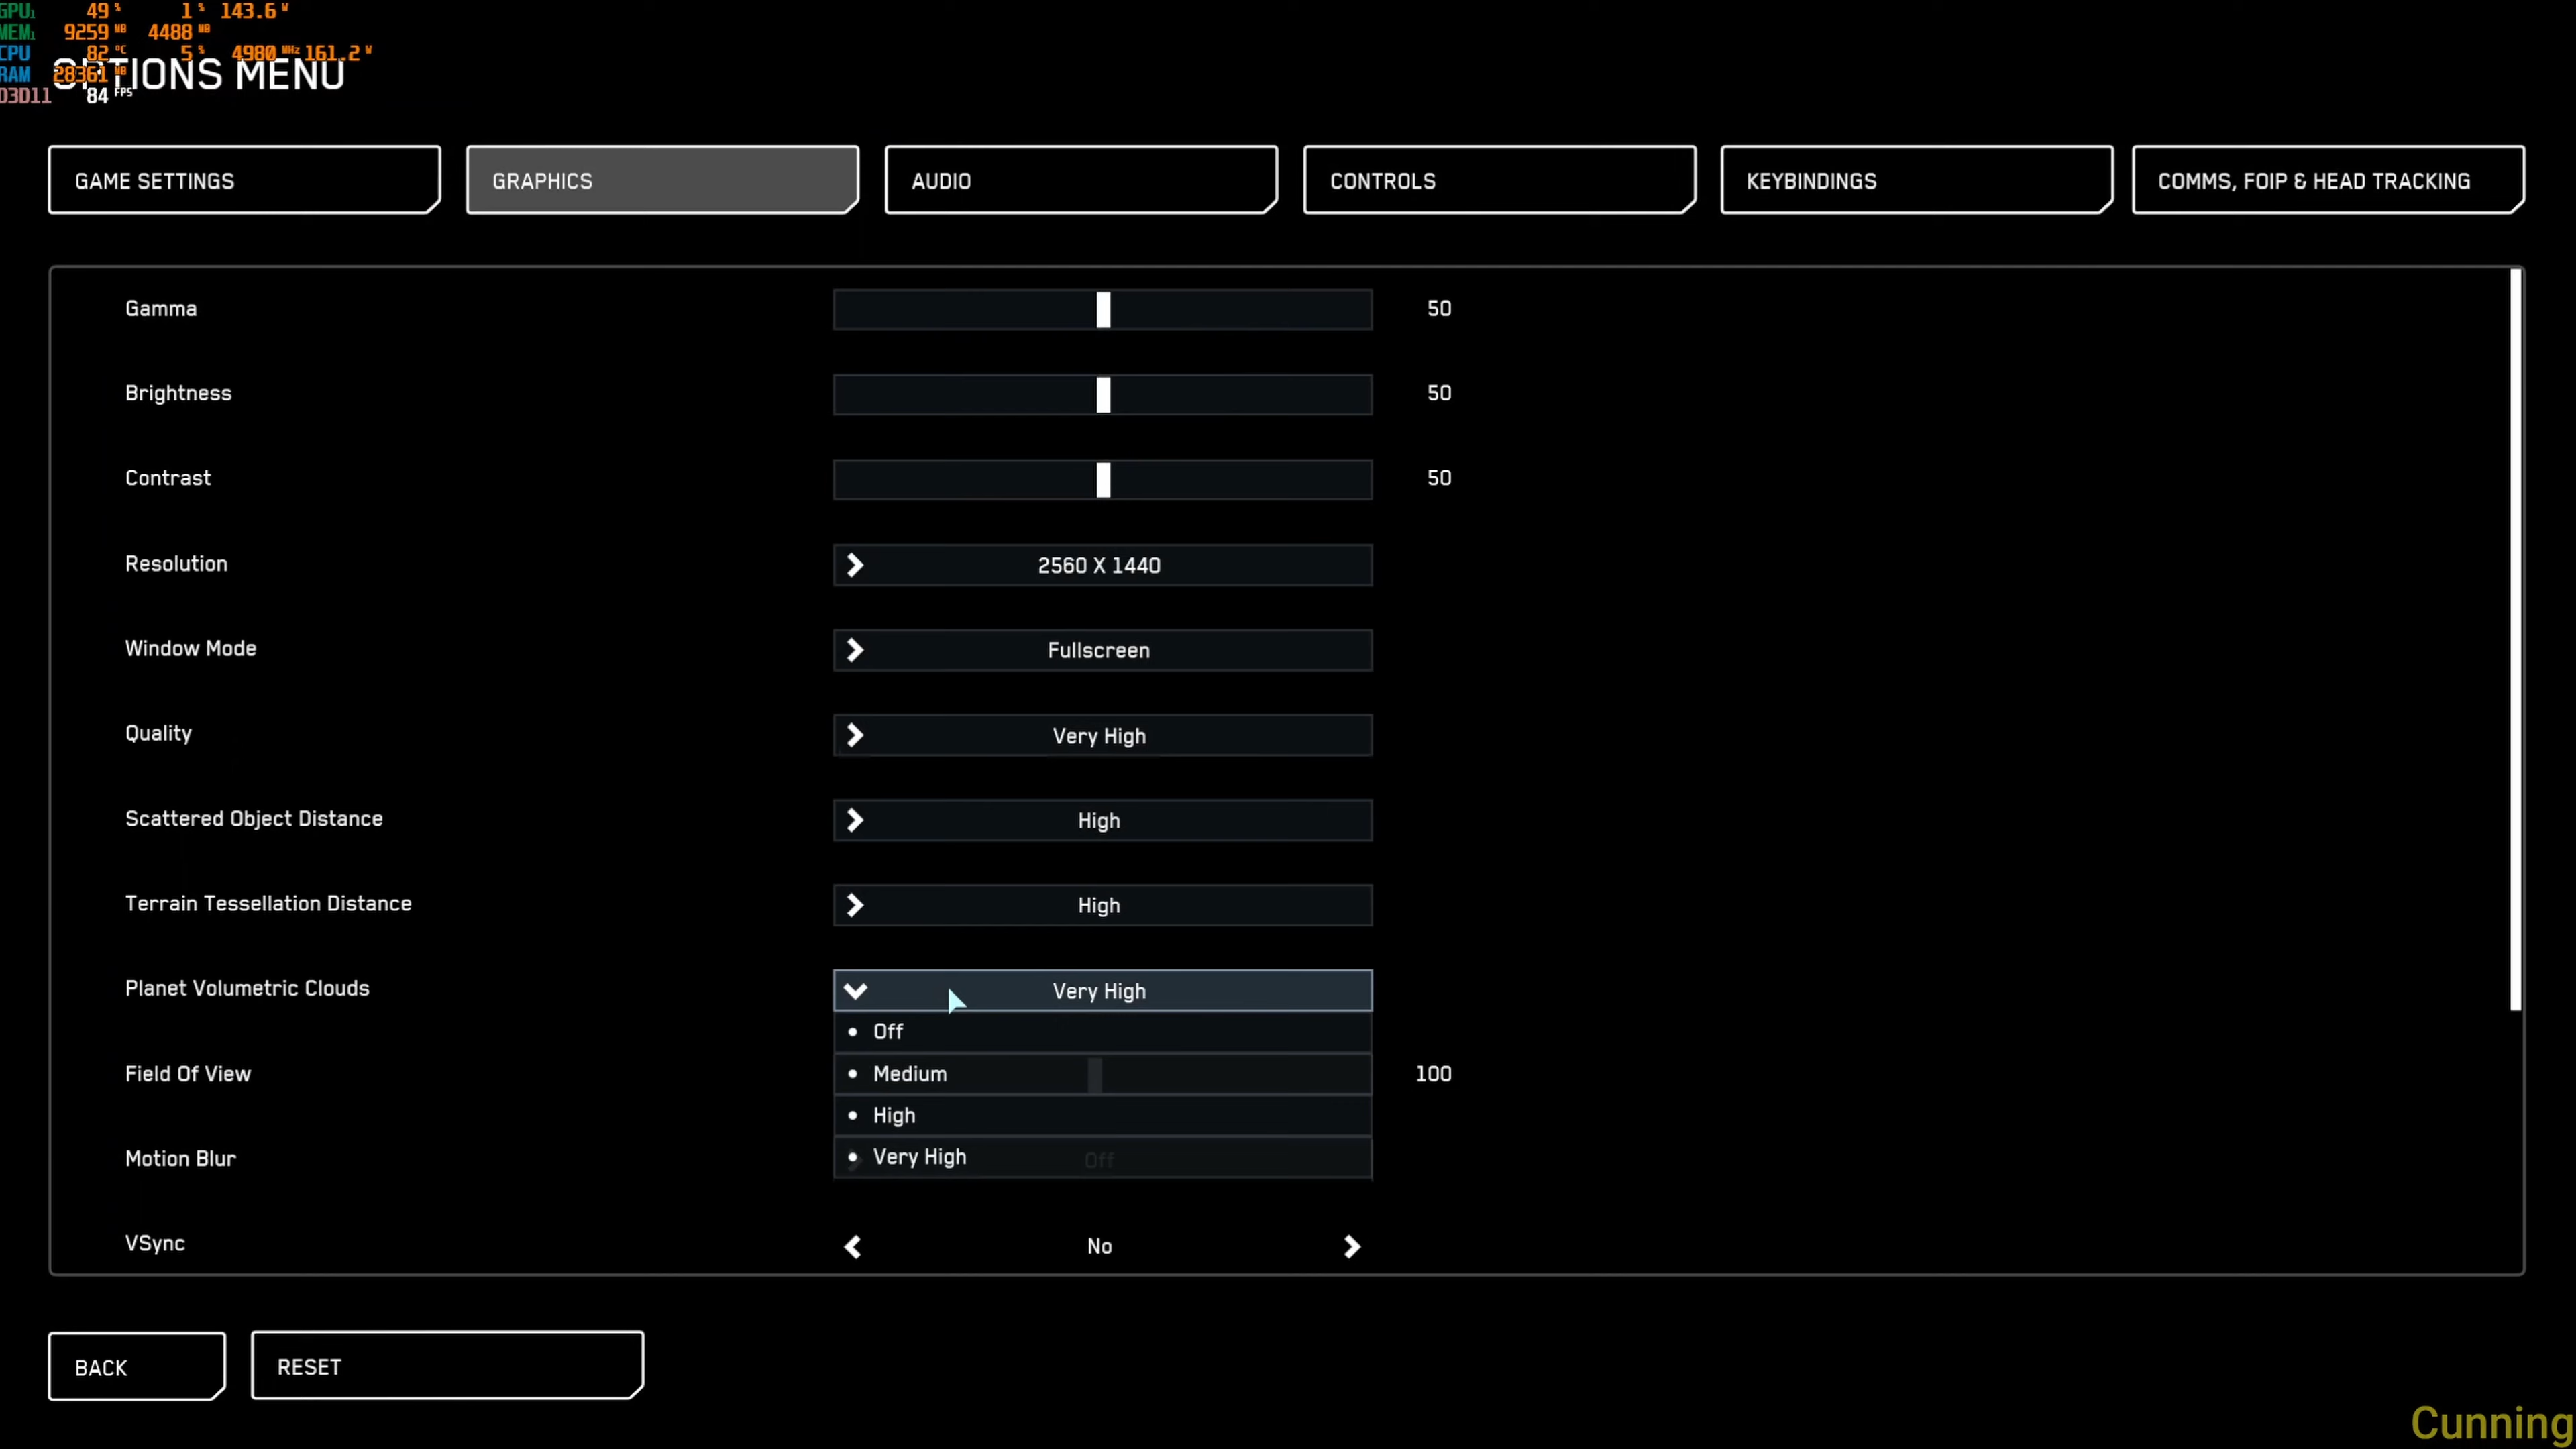 GPU1 49 % 1 % 143.6 W
MEM1 9259 MB 4488 MB
CPU 82 °C 5 % 4980 MHz 161.2 W
RAM 28361 MB
D3D11 84 FPS
OPTIONS MENU
GAME SETTINGS GRAPHICS AUDIO CONTROLS KEYBINDINGS COMMS, FOIP & HEAD TRACKING
Gamma 50
Brightness 50
Contrast 50
Resolution 2560 X 1440
Window Mode Fullscreen
Quality Very High
Scattered Object Distance High
Terrain Tessellation Distance High
Planet Volumetric Clouds Very High
• Off
Field Of View • Medium 100
• High
Motion Blur • Very High Off
VSync No
BACK RESET
Cunning